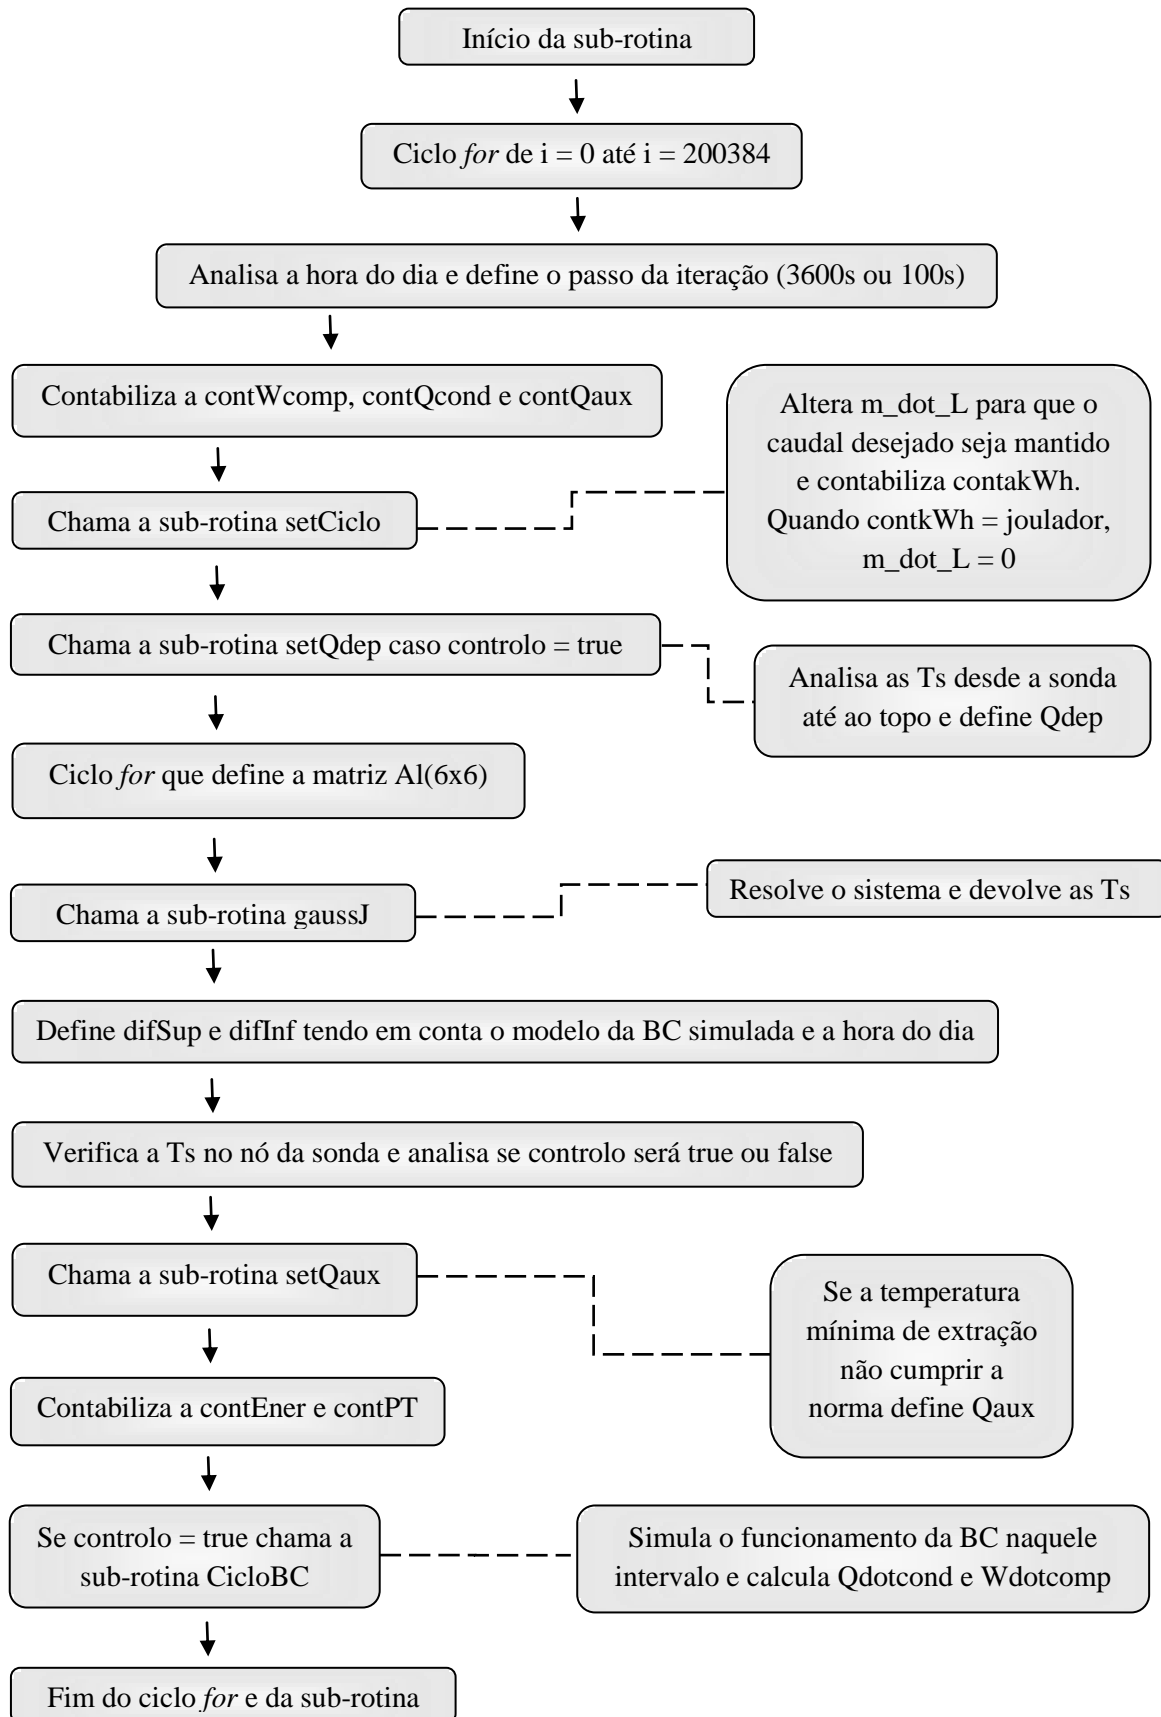 Início da sub-rotina
Ciclo for de i = 0 até i = 200384
Analisa a hora do dia e define o passo da iteração (3600s ou 100s)
Contabiliza a contWcomp, contQcond e contQaux
Altera m_dot_L para que o
caudal desejado seja mantido
e contabiliza contakWh.
Quando contkWh = joulador,
m_dot_L = 0
Chama a sub-rotina setCiclo
Chama a sub-rotina setQdep caso controlo = true
Analisa as Ts desde a sonda
até ao topo e define Qdep
Ciclo for que define a matriz Al(6x6)
Chama a sub-rotina gaussJ
Resolve o sistema e devolve as Ts
Define difSup e difInf tendo em conta o modelo da BC simulada e a hora do dia
Verifica a Ts no nó da sonda e analisa se controlo será true ou false
Chama a sub-rotina setQaux
Se a temperatura
mínima de extração
não cumprir a
norma define Qaux
Contabiliza a contEner e contPT
Se controlo = true chama a
sub-rotina CicloBC
Simula o funcionamento da BC naquele
intervalo e calcula Qdotcond e Wdotcomp
Fim do ciclo for e da sub-rotina